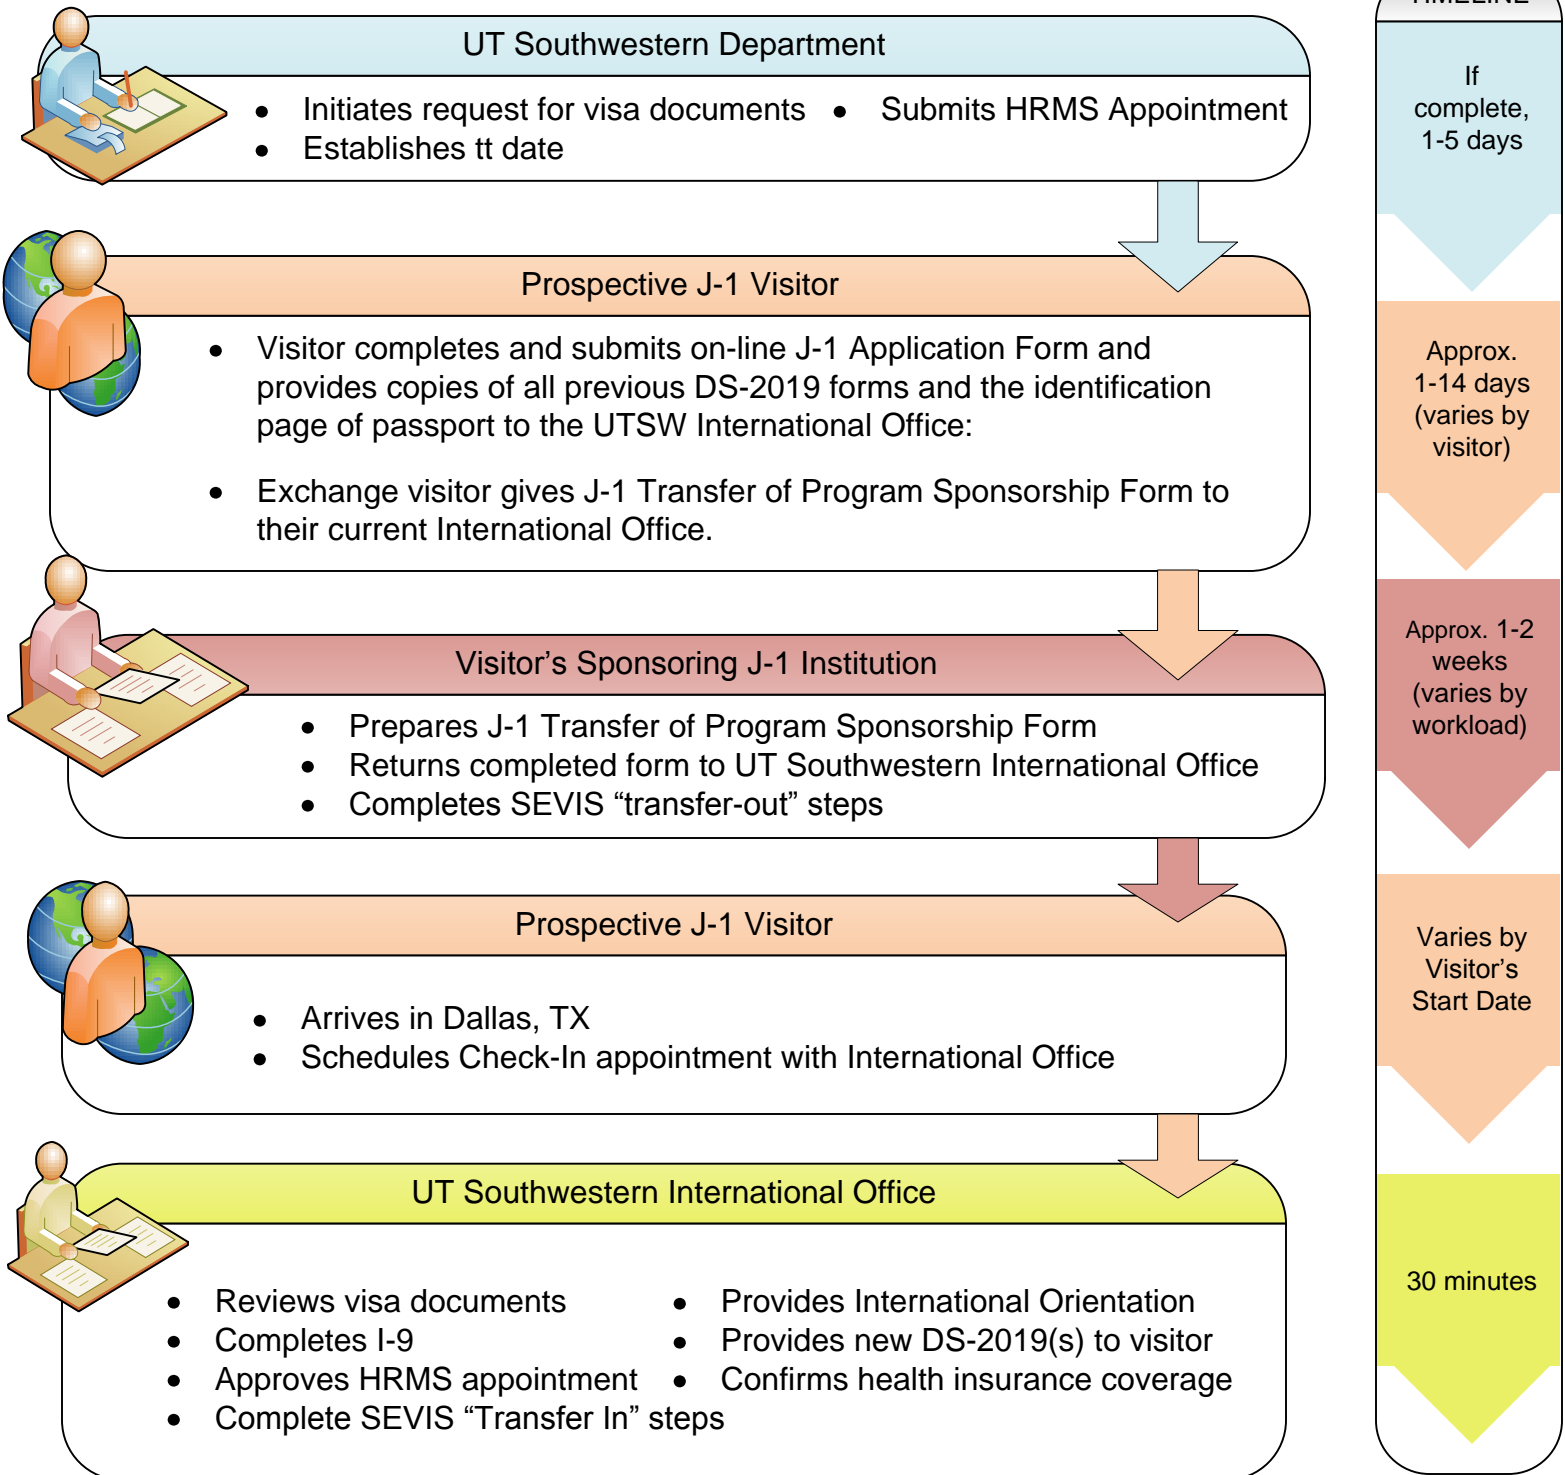 TIMELINE
UT Southwestern Department
• Initiates request for visa documents • Submits HRMS Appointment
• Establishes tt date
If
complete,
1-5 days
Prospective J-1 Visitor
• Visitor completes and submits on-line J-1 Application Form and
provides copies of all previous DS-2019 forms and the identification
page of passport to the UTSW International Office:
• Exchange visitor gives J-1 Transfer of Program Sponsorship Form to
their current International Office.
Approx.
1-14 days
(varies by
visitor)
Visitor’s Sponsoring J-1 Institution
• Prepares J-1 Transfer of Program Sponsorship Form
• Returns completed form to UT Southwestern International Office
• Completes SEVIS “transfer-out” steps
Approx. 1-2
weeks
(varies by
workload)
Prospective J-1 Visitor
• Arrives in Dallas, TX
• Schedules Check-In appointment with International Office
Varies by
Visitor’s
Start Date
UT Southwestern International Office
• Reviews visa documents
• Completes I-9
• Approves HRMS appointment
• Complete SEVIS “Transfer In” steps
• Provides International Orientation
• Provides new DS-2019(s) to visitor
• Confirms health insurance coverage
30 minutes